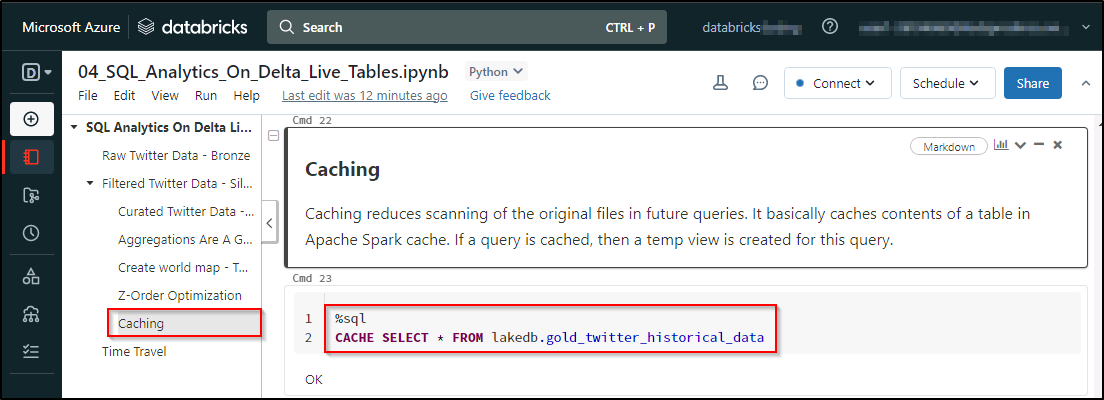 Microsoft Azure databricks Search CTRL + P databricks
04_SQL_Analytics_On_Delta_Live_Tables.ipynb Python
File Edit View Run Help Last edit was 12 minutes ago Give feedback
Connect Schedule Share
SQL Analytics On Delta Li...
Raw Twitter Data - Bronze
Filtered Twitter Data - Sil...
Curated Twitter Data -...
Aggregations Are A G...
Create world map - T...
Z-Order Optimization
Caching
Time Travel
Cmd 22
Markdown
Caching
Caching reduces scanning of the original files in future queries. It basically caches contents of a table in
Apache Spark cache. If a query is cached, then a temp view is created for this query.
Cmd 23
1 %sql
2 CACHE SELECT * FROM lakedb.gold_twitter_historical_data
OK